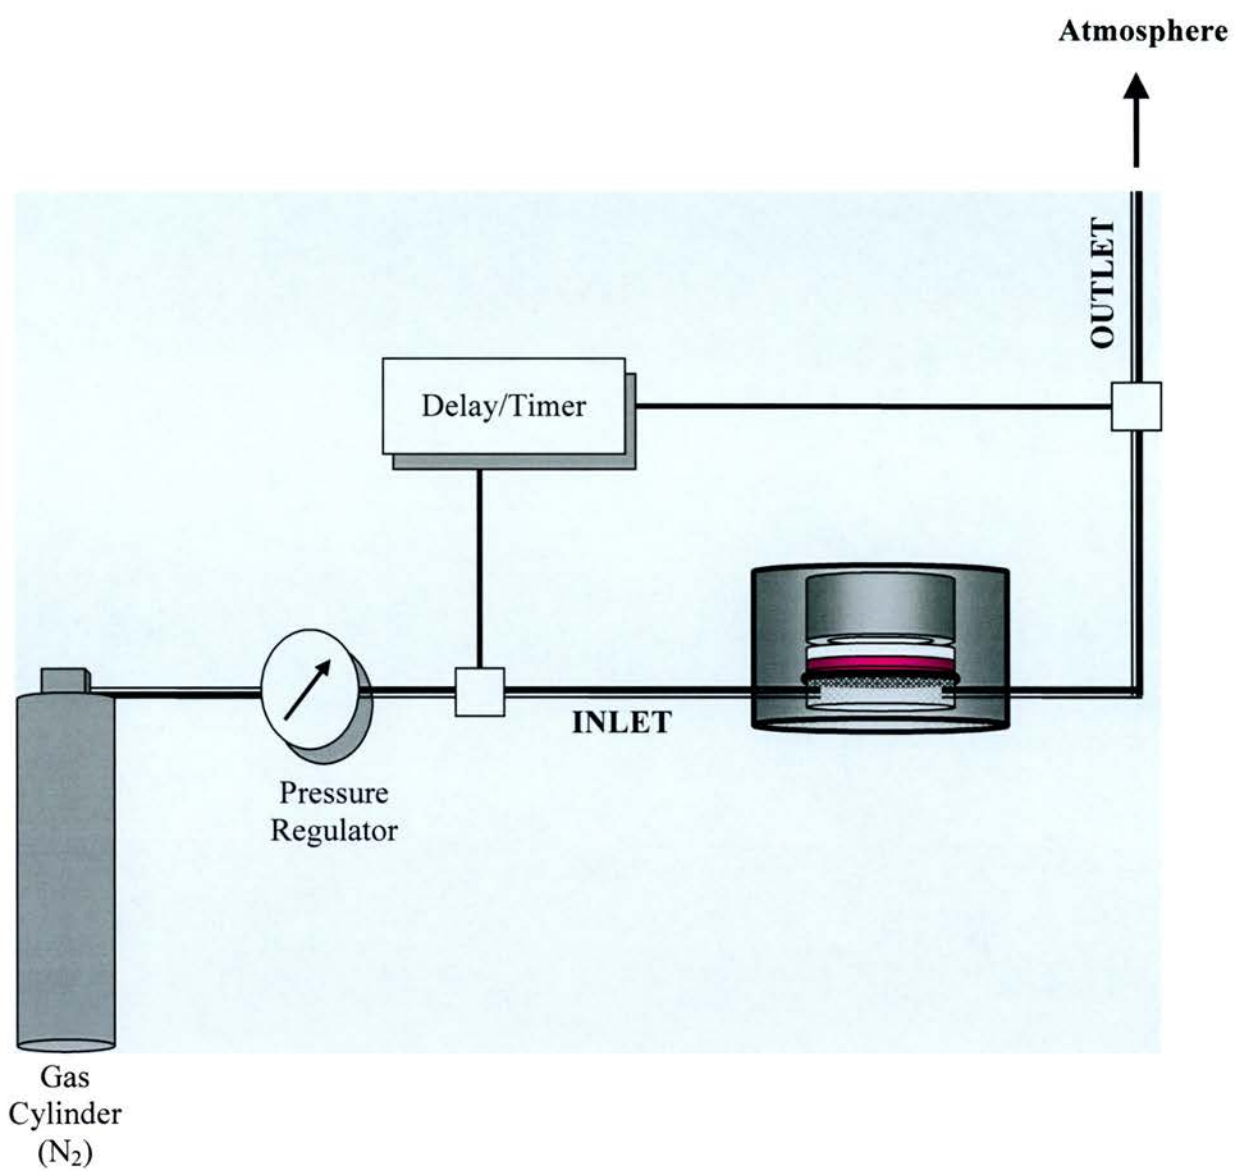 Atmosphere
OUTLET
Delay/Timer
INLET
Pressure
Regulator
Gas
Cylinder
(N₂)